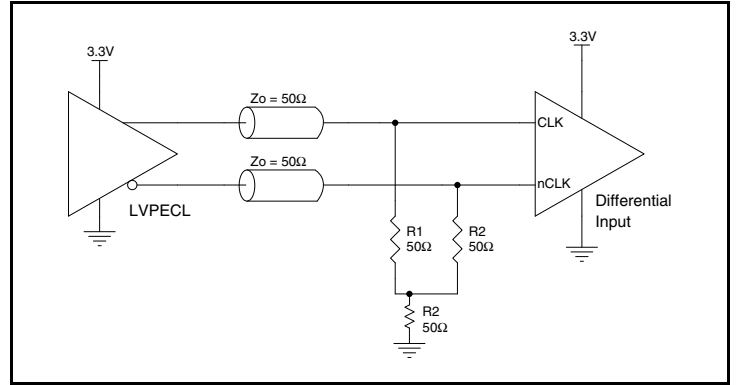 3.3V
3.3V
Zo = 50Ω
CLK
Zo = 50Ω
nCLK
LVPECL
Differential
Input
R1
50Ω
R2
50Ω
R2
50Ω